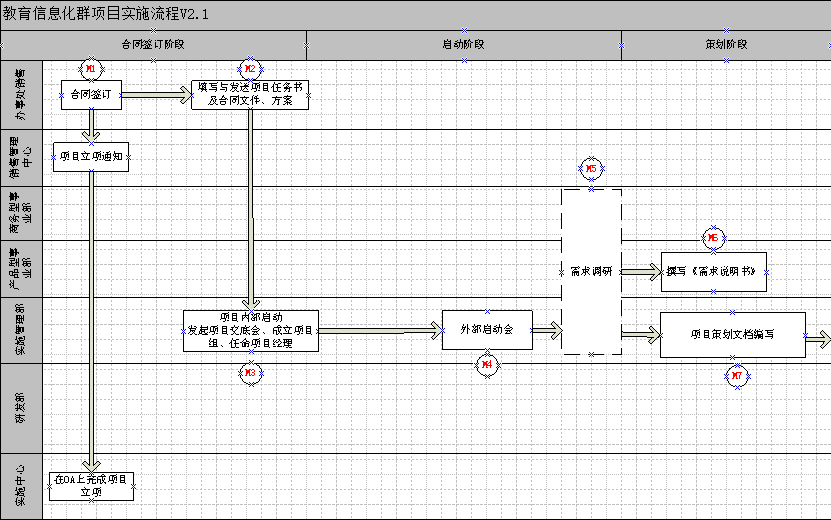 教育信息化群项目实施流程V2.1
合同签订阶段
启动阶段
策划阶段
办事处销售
M1
合同签订
M2
填写与发送项目任务书
及合同文件、方案
销售管理
中心
项目立项通知
M5
商务型事
业部
产品型事
业部
需求调研
M6
撰写《需求说明书》
实施管理部
项目内部启动
发起项目交底会、成立项目
组、任命项目经理
M3
外部启动会
M4
项目策划文档编写
M7
研发部
实施中心
在OA上完成项目
立项